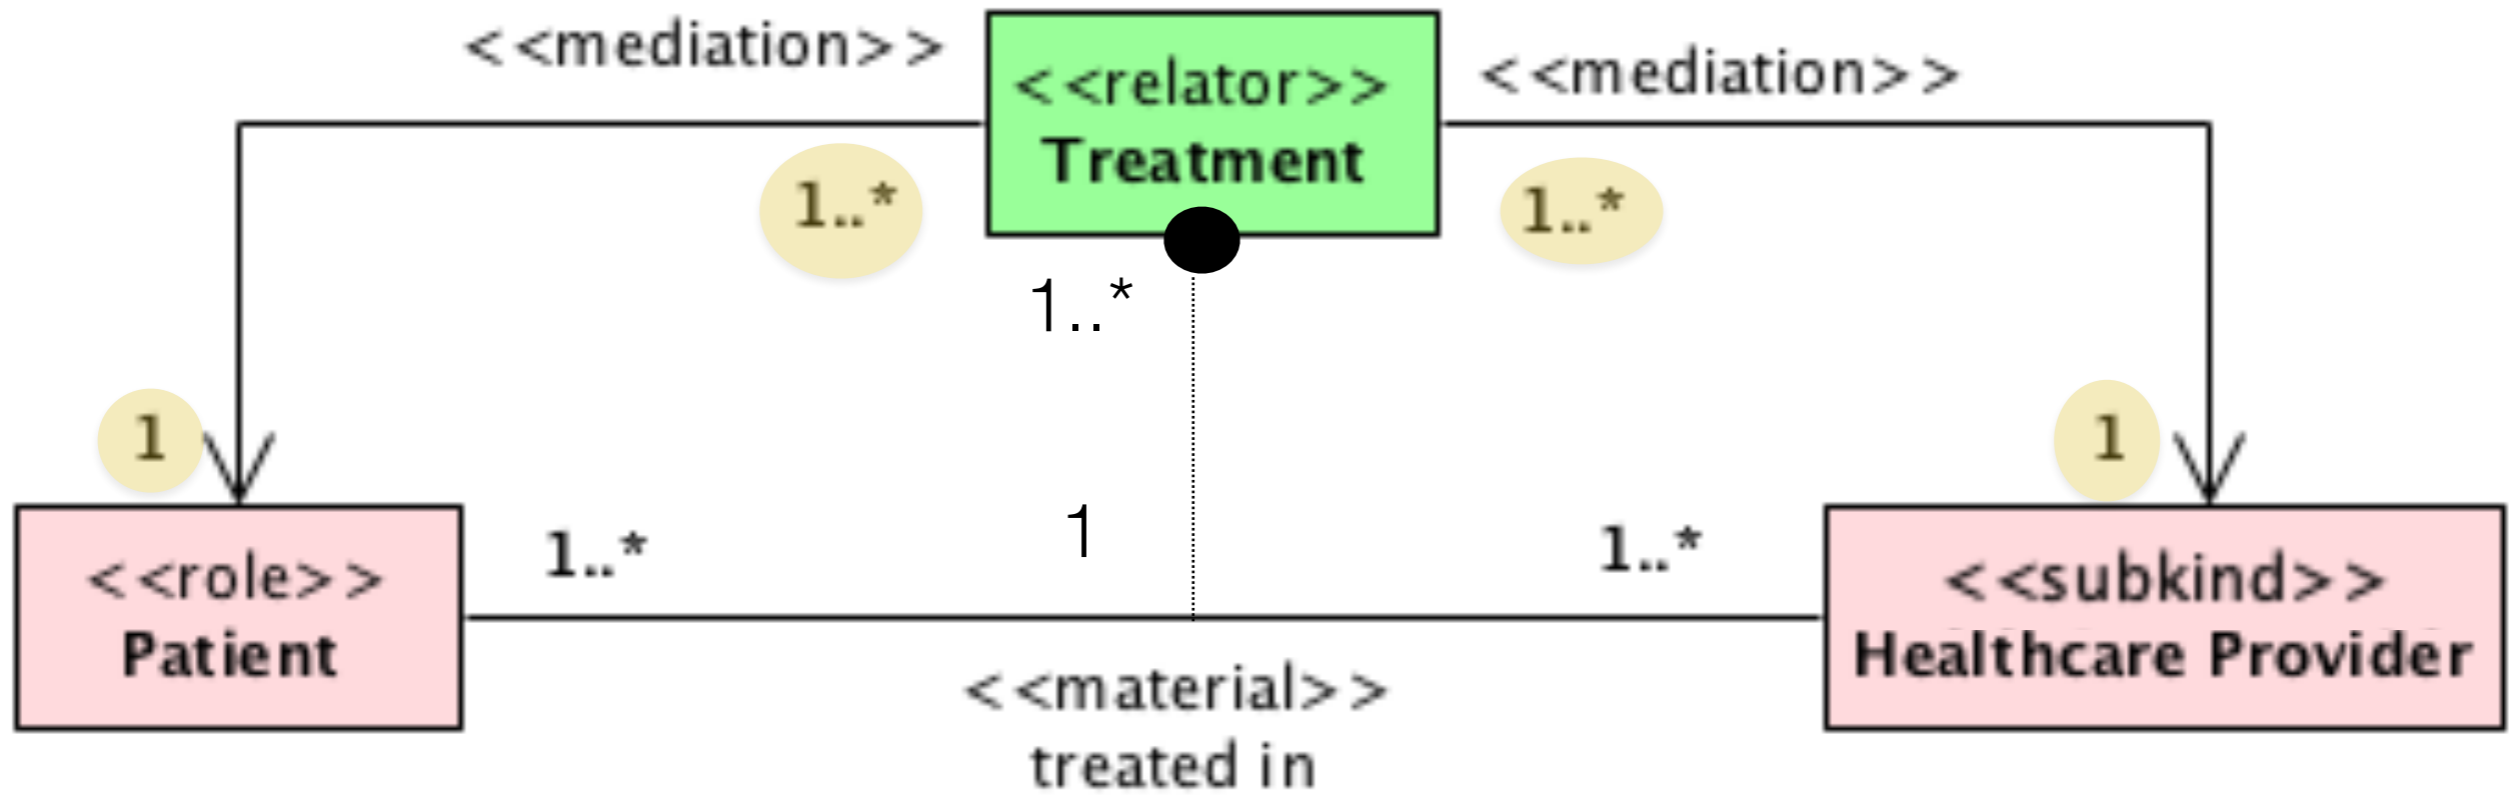 <<mediation>>
<<relator>>
Treatment
<<mediation>>
1..*
1..*
1..*
1
1
<<role>>
Patient
1..*
1
1..*
<<subkind>>
Healthcare Provider
<<material>>
treated in